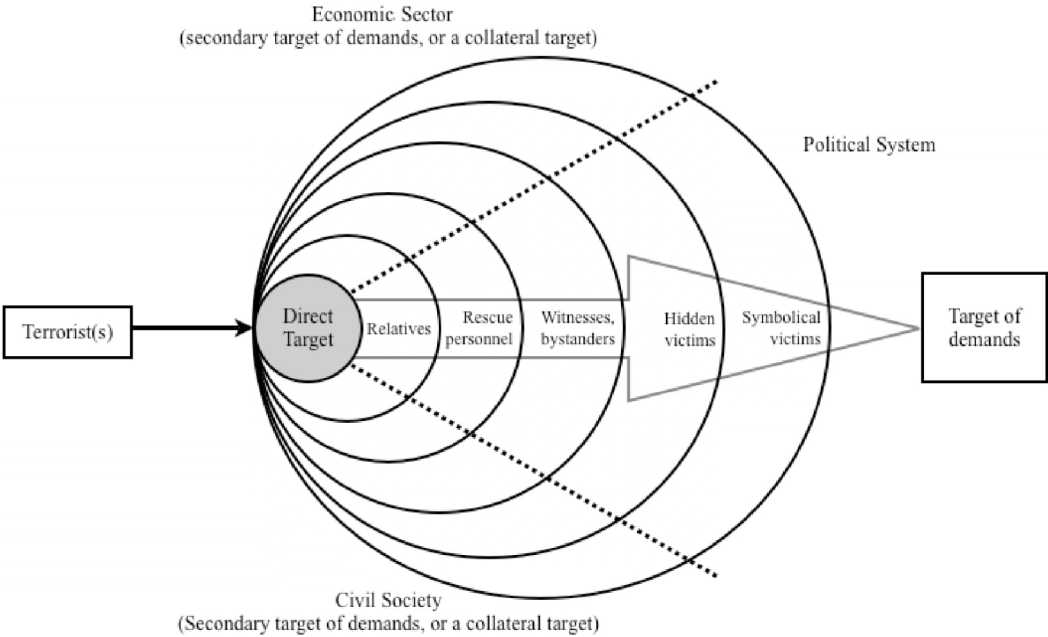 Economic Sector
(secondary target of demands, or a collateral target)
Political System
Terrorist(s)
Direct
Target
Relatives
Rescue
personnel
Witnesses,
bystanders
Hidden
victims
Symbolical
victims
Target of
demands
Civil Society
(Secondary target of demands, or a collateral target)